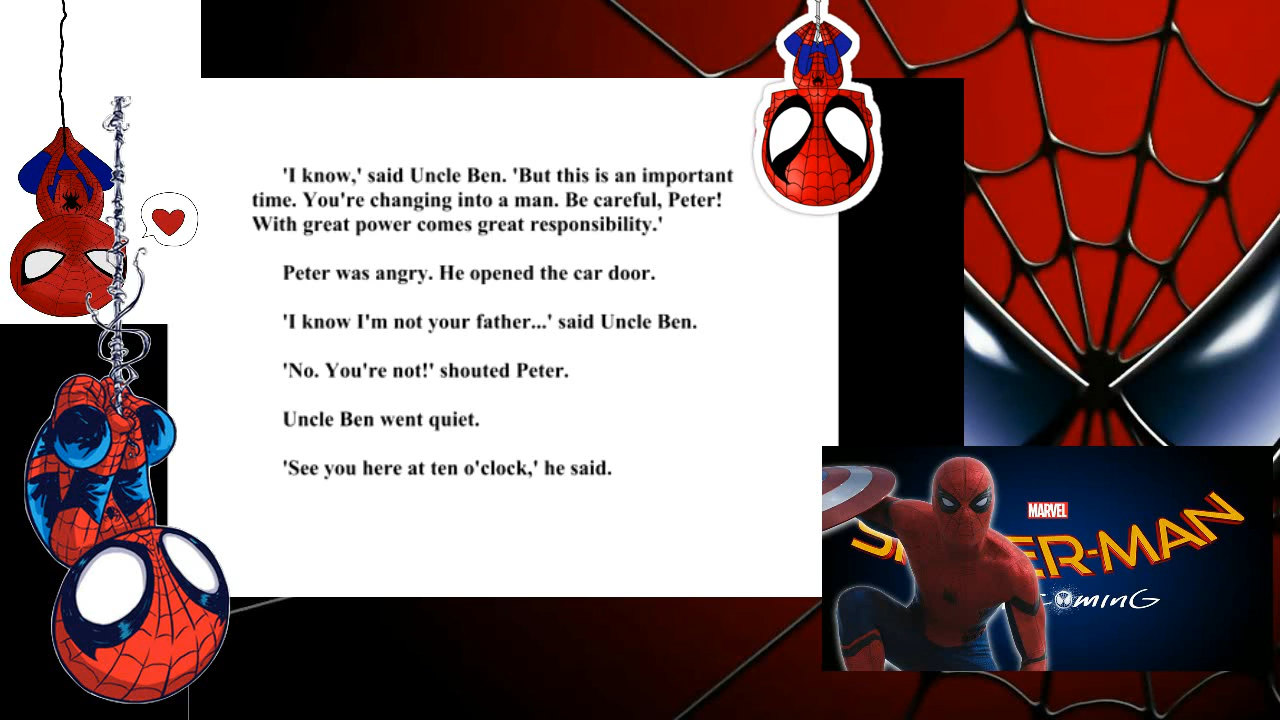 'I know,' said Uncle Ben. 'But this is an important
time. You're changing into a man. Be careful, Peter!
With great power comes great responsibility.'
Peter was angry. He opened the car door.
'I know I'm not your father...' said Uncle Ben.
'No. You're not!' shouted Peter.
Uncle Ben went quiet.
'See you here at ten o'clock,' he said.
MARVEL
ER-MAN
OMING